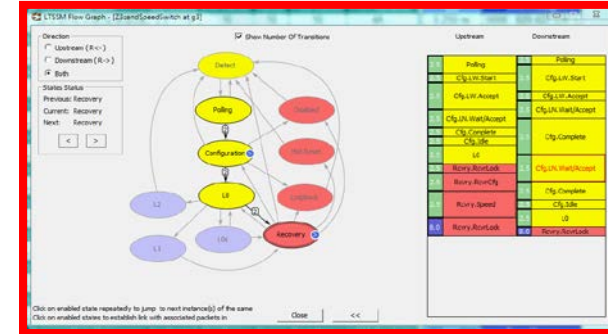 LTSSM Flow Graph - [23sendSpeedSwitch at g3]
Direction
Upstream (R<-)
Downstream (R->)
Both
States Status
Previous: Recovery
Current: Recovery
Next: Recovery
<
>
Show Number Of Transitions
Detect
Polling
Disabled
Hot Reset
Configuration
Loopback
L0
L2
L0s
Recovery
L1
Click on enabled state repeatedly to jump to next instance(s) of the same
Click on enabled states to establish link with associated packets in
Close
<<
Upstream
Polling
Cfg.LW.Start
Cfg.LW.Accept
Cfg.LN.Wait/Accept
Cfg.Complete
Cfg.Idle
L0
Rcvry.RcvrLock
Rcvry.RcvrCfg
Rcvry.Speed
8.0 Rcvry.RcvrLock
Downstream
Polling
Cfg.LW.Start
Cfg.LW.Accept
Cfg.LN.Wait/Accept
Cfg.Complete
Cfg.LN.Wait/Accept
Cfg.Complete
Cfg.Idle
L0
8.0 Rcvry.RcvrLock